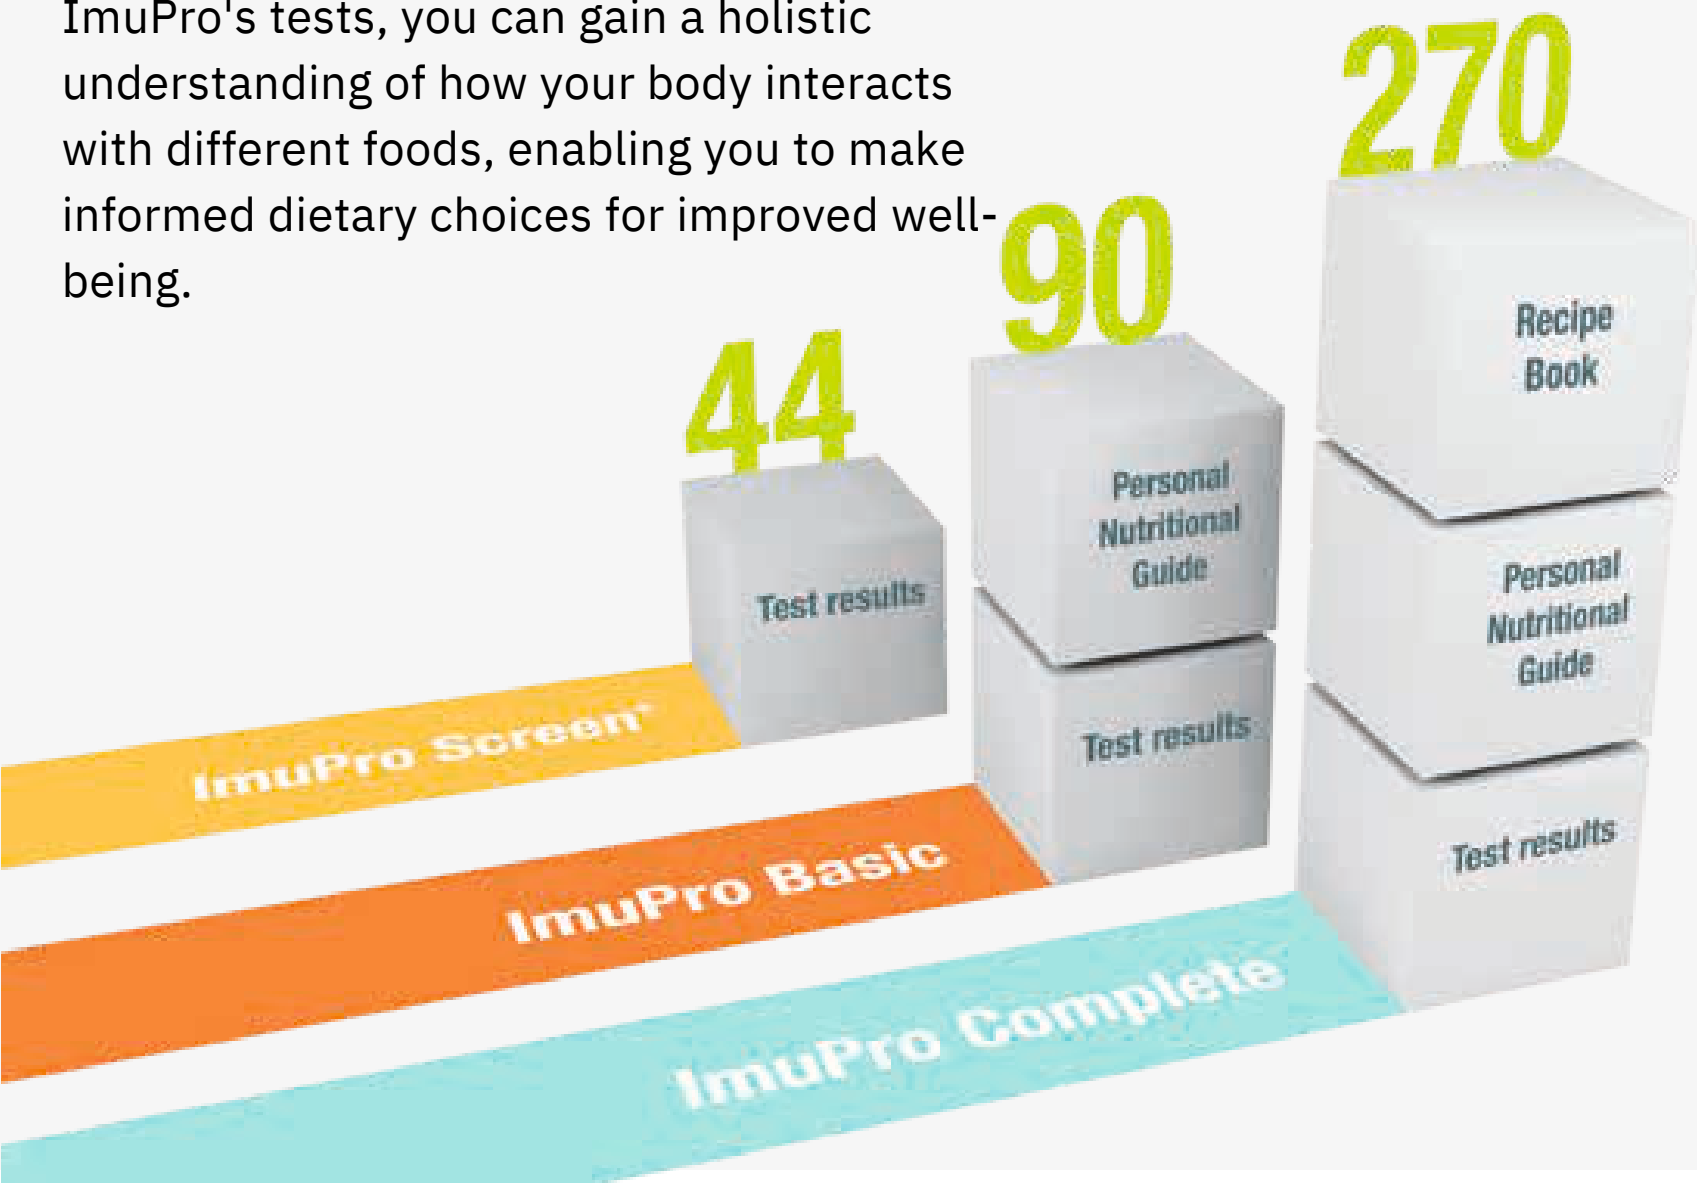 ImuPro's tests, you can gain a holistic
understanding of how your body interacts
with different foods, enabling you to make
informed dietary choices for improved well-
being.
44
90
270
Test results
Personal
Nutritional
Guide
Test results
Recipe
Book
Personal
Nutritional
Guide
Test results
ImuPro Screen+
ImuPro Basic
ImuPro Complete